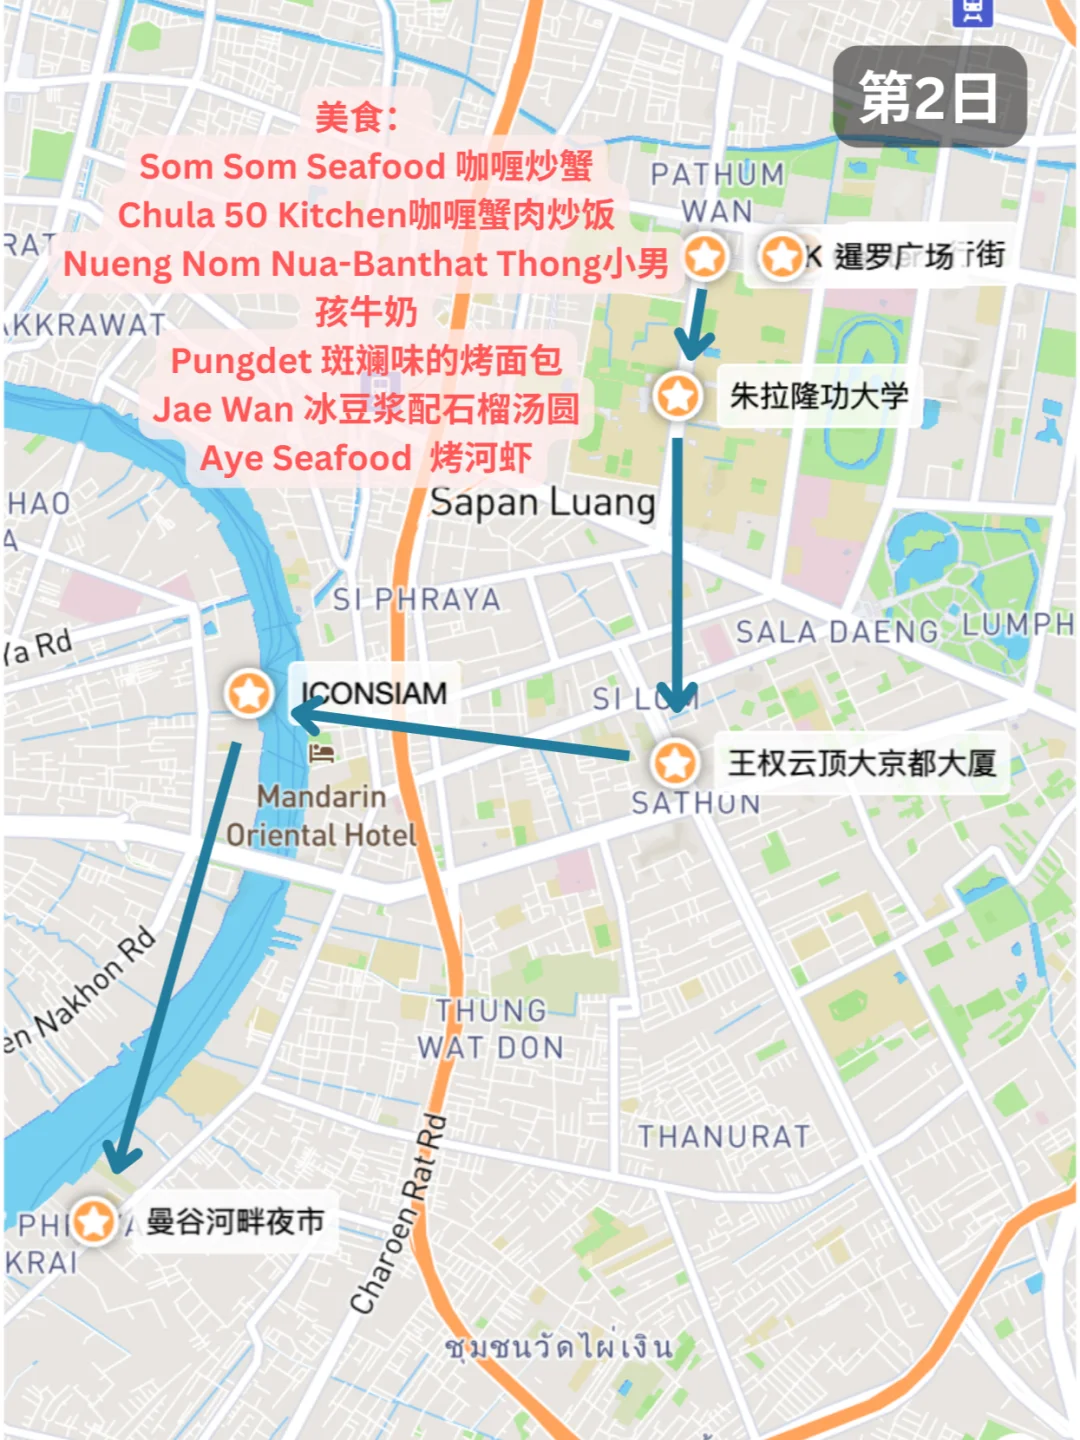 第2日
美食：
Som Som Seafood 咖喱炒蟹
Chula 50 Kitchen咖喱蟹肉炒饭
Nueng Nom Nua-Banthat Thong小男
孩牛奶
Pungdet 斑斓味的烤面包
Jae Wan 冰豆浆配石榴汤圆
Aye Seafood 烤河虾
PATHUM
WAN
K 暹罗广场
行街
朱拉隆功大学
AKKRAWAT
Sapan Luang
HAO
A
SI PHRAYA
SALA DAENG
LUMPH
Ya Rd
ICONSIAM
SI LOM
王权云顶大京都大厦
SATHON
Mandarin
Oriental Hotel
en Nakhon Rd
THUNG
WAT DON
THANURAT
Charoen Rat Rd
曼谷河畔夜市
KRAI
ชุมชนวัดไผ่เงิน